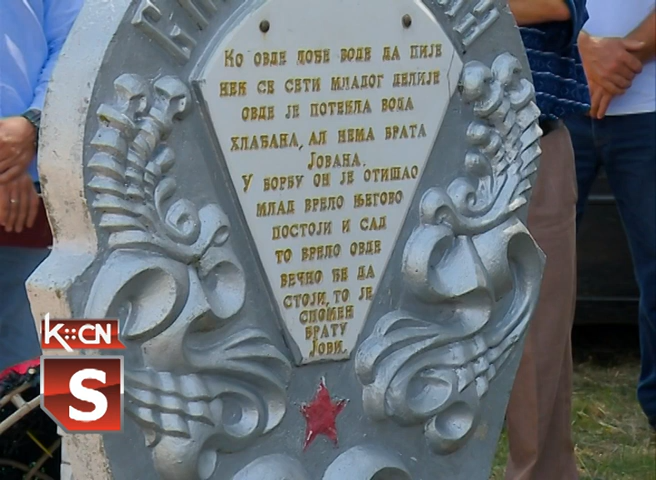 Ко овде дође воде да пије
нек се сети младог делије
овде је потекла вода
хлабана, ал нема брата
Јована.
У борбу он је отишао
млад врело његово
постоји и сад
то врело овде
вечно ће да
стоји, то је
спомен
брату
Јови.
K::CN
S